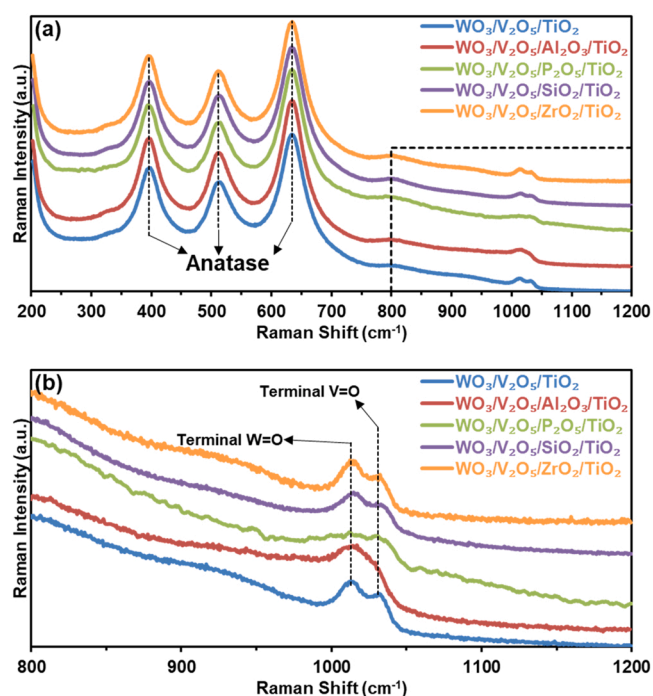 (a)
WO₃/V₂O₅/TiO₂
WO₃/V₂O₅/Al₂O₃/TiO₂
WO₃/V₂O₅/P₂O₅/TiO₂
WO₃/V₂O₅/SiO₂/TiO₂
WO₃/V₂O₅/ZrO₂/TiO₂
Raman Intensity (a.u.)
Anatase
200 300 400 500 600 700 800 900 1000 1100 1200
Raman Shift (cm⁻¹)
(b)
WO₃/V₂O₅/TiO₂
WO₃/V₂O₅/Al₂O₃/TiO₂
WO₃/V₂O₅/P₂O₅/TiO₂
WO₃/V₂O₅/SiO₂/TiO₂
WO₃/V₂O₅/ZrO₂/TiO₂
Terminal V=O
Terminal W=O
Raman Intensity (a.u.)
800 900 1000 1100 1200
Raman Shift (cm⁻¹)